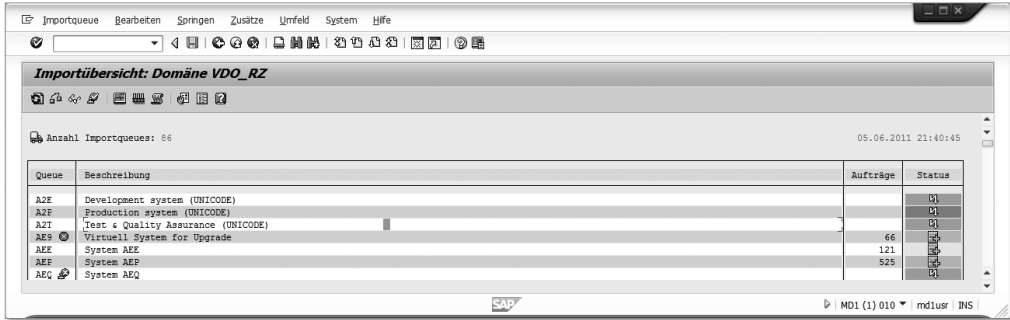 Importqueue Bearbeiten Springen Zusätze Umfeld System Hilfe
Importübersicht: Domäne VDO_RZ
Anzahl Importqueues: 86 05.06.2011 21:40:45
Queue Beschreibung Aufträge Status
A2E Development system (UNICODE)
A2P Production system (UNICODE)
A2T Test & Quality Assurance (UNICODE)
AE9 Virtuell System for Upgrade 66
AEE System AEE 121
AEP System AEP 525
AEQ System AEQ
SAP MD1 (1) 010 md1usr INS